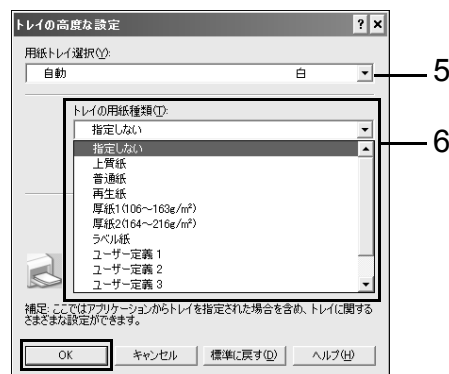 トレイの高度な設定
用紙トレイ選択(Y):
自動 白
5
トレイの用紙種類(T):
指定しない
6
指定しない
上質紙
普通紙
再生紙
厚紙1(106～163g/m²)
厚紙2(164～216g/m²)
ラベル紙
ユーザー定義 1
ユーザー定義 2
ユーザー定義 3
補足: ここではアプリケーションからトレイを指定された場合を含め、トレイに関する
さまざまな設定ができます。
OK キャンセル 標準に戻す(D) ヘルプ(H)